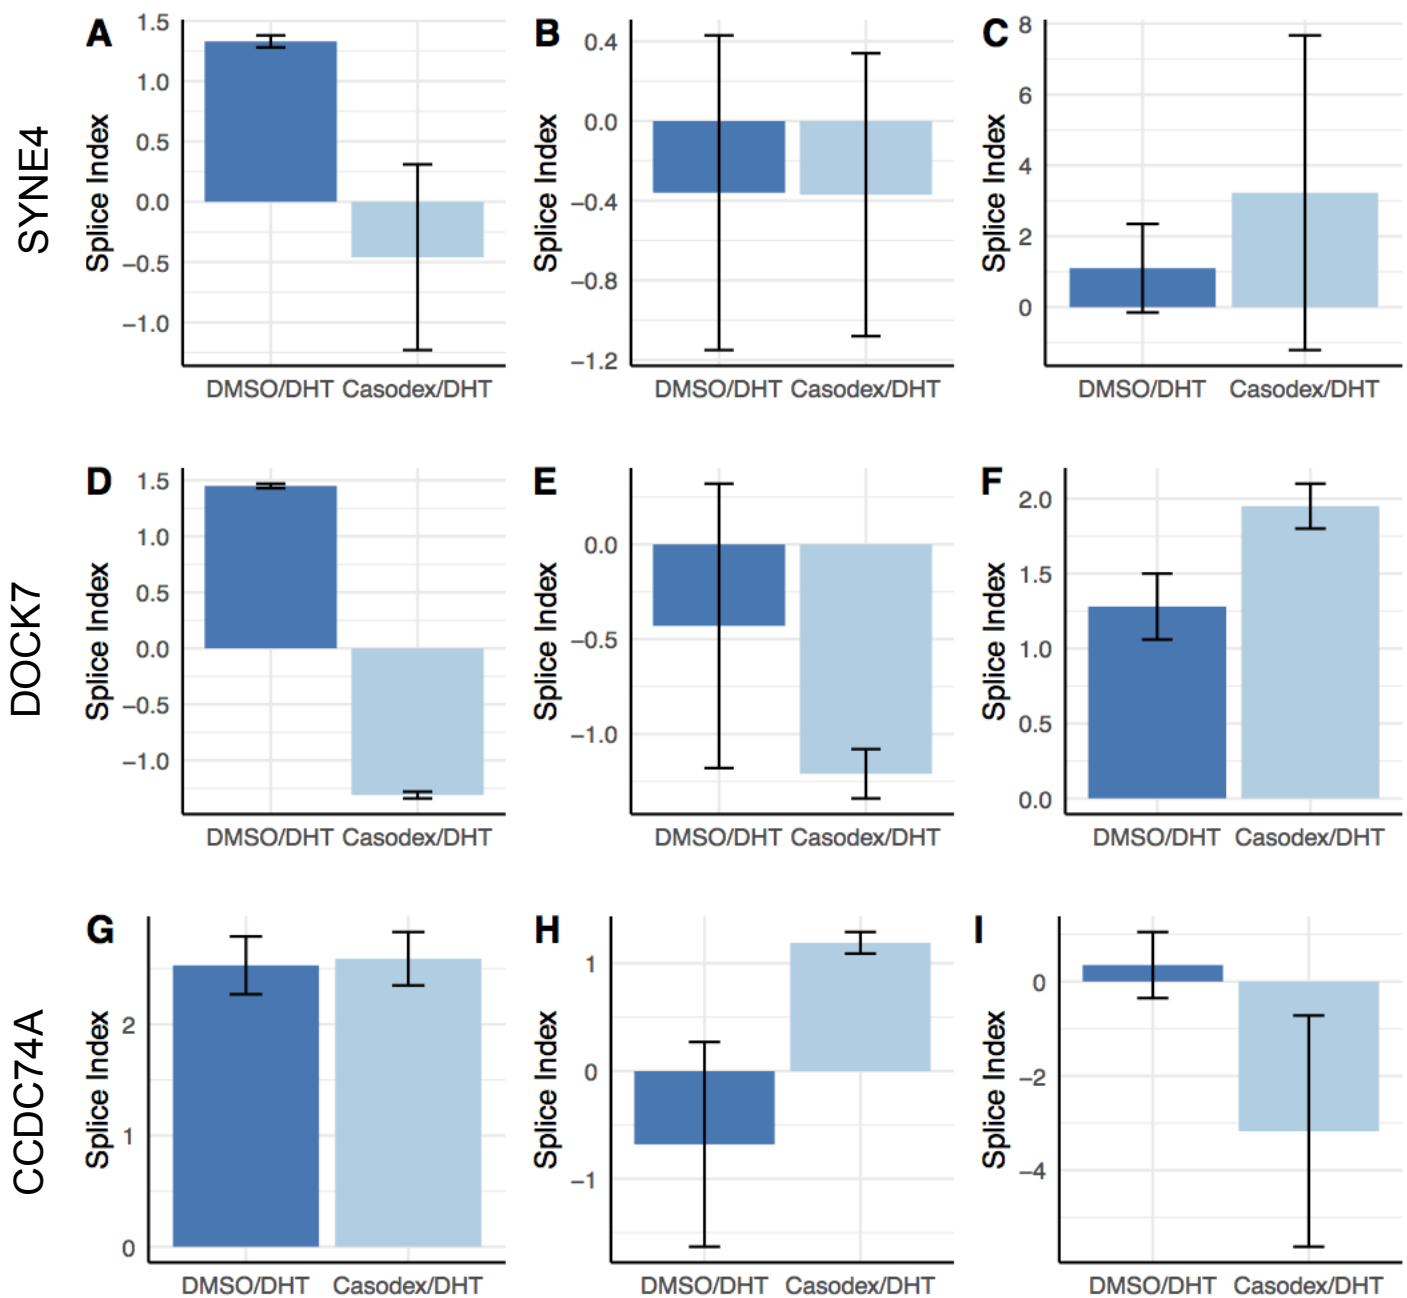 SYNE4
A
Splice Index
1.5
1.0
0.5
0.0
−0.5
−1.0
DMSO/DHT Casodex/DHT
B
Splice Index
0.4
0.0
−0.4
−0.8
−1.2
DMSO/DHT Casodex/DHT
C
Splice Index
8
6
4
2
0
DMSO/DHT Casodex/DHT
DOCK7
D
Splice Index
1.5
1.0
0.5
0.0
−0.5
−1.0
DMSO/DHT Casodex/DHT
E
Splice Index
0.0
−0.5
−1.0
DMSO/DHT Casodex/DHT
F
Splice Index
2.0
1.5
1.0
0.5
0.0
DMSO/DHT Casodex/DHT
CCDC74A
G
Splice Index
2
1
0
DMSO/DHT Casodex/DHT
H
Splice Index
1
0
−1
DMSO/DHT Casodex/DHT
I
Splice Index
0
−2
−4
DMSO/DHT Casodex/DHT